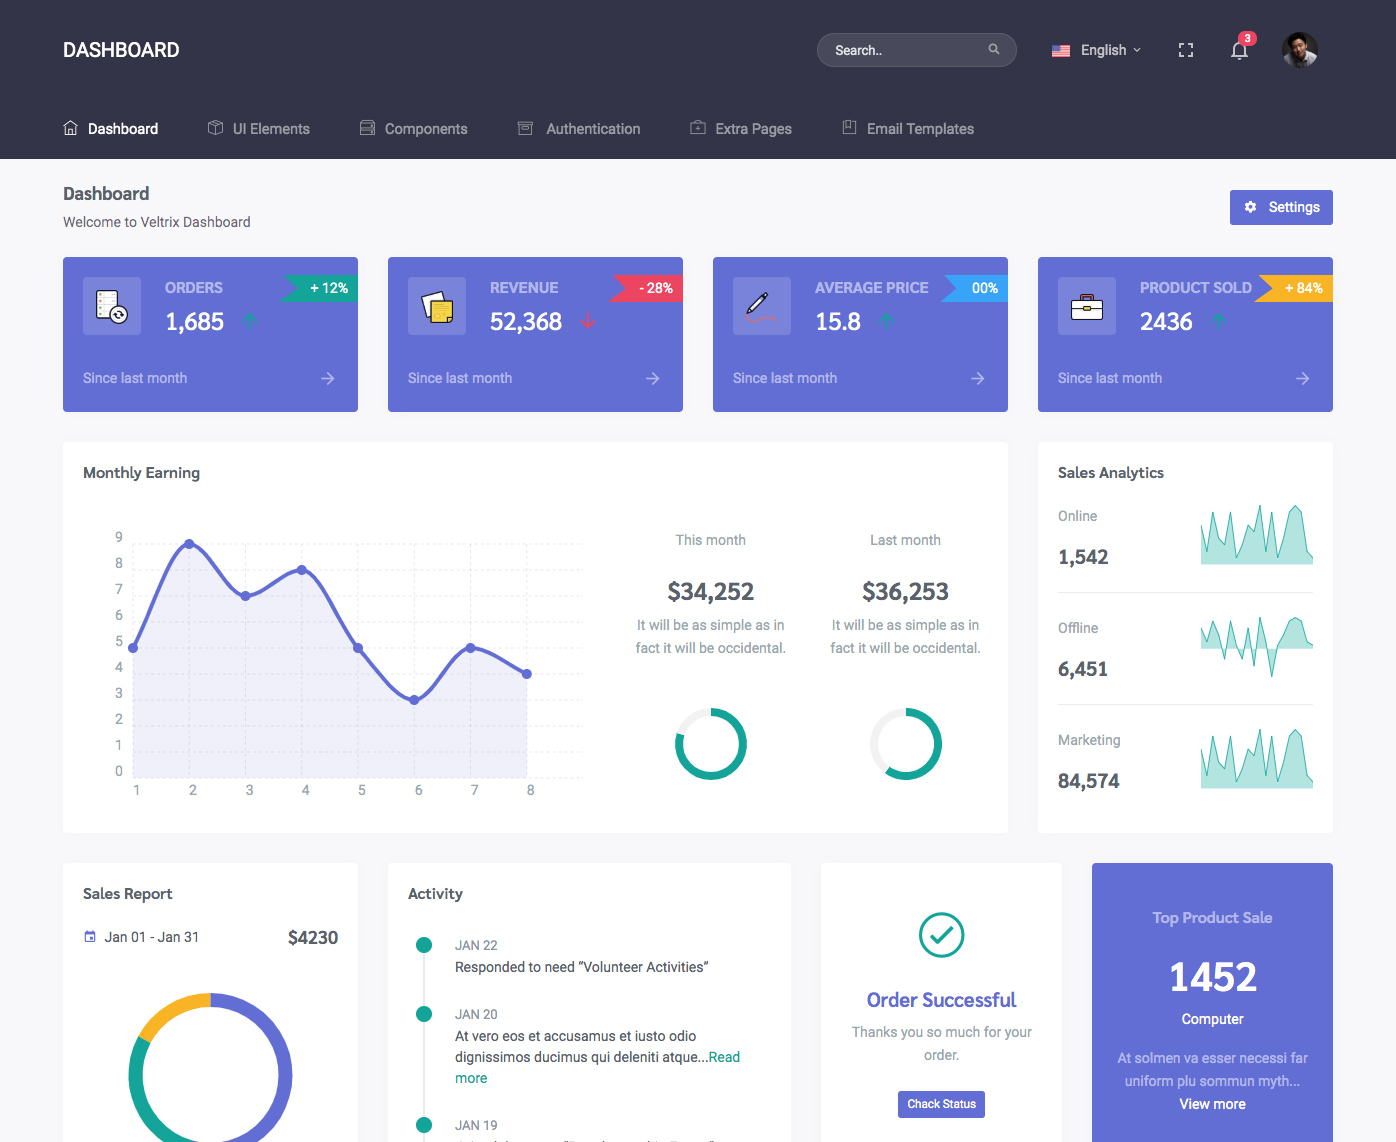 DASHBOARD
Search..
English
3
Dashboard
UI Elements
Components
Authentication
Extra Pages
Email Templates
Dashboard
Welcome to Veltrix Dashboard
Settings
ORDERS
+ 12%
1,685
Since last month
REVENUE
- 28%
52,368
Since last month
AVERAGE PRICE
00%
15.8
Since last month
PRODUCT SOLD
+ 84%
2436
Since last month
Monthly Earning
9
8
7
6
5
4
3
2
1
0
1
2
3
4
5
6
7
8
This month
$34,252
It will be as simple as in
fact it will be occidental.
Last month
$36,253
It will be as simple as in
fact it will be occidental.
Sales Analytics
Online
1,542
Offline
6,451
Marketing
84,574
Sales Report
Jan 01 - Jan 31
$4230
Activity
JAN 22
Responded to need “Volunteer Activities”
JAN 20
At vero eos et accusamus et iusto odio
dignissimos ducimus qui deleniti atque...Read
more
JAN 19
Order Successful
Thanks you so much for your
order.
Chack Status
Top Product Sale
1452
Computer
At solmen va esser necessi far
uniform plu sommun myth...
View more